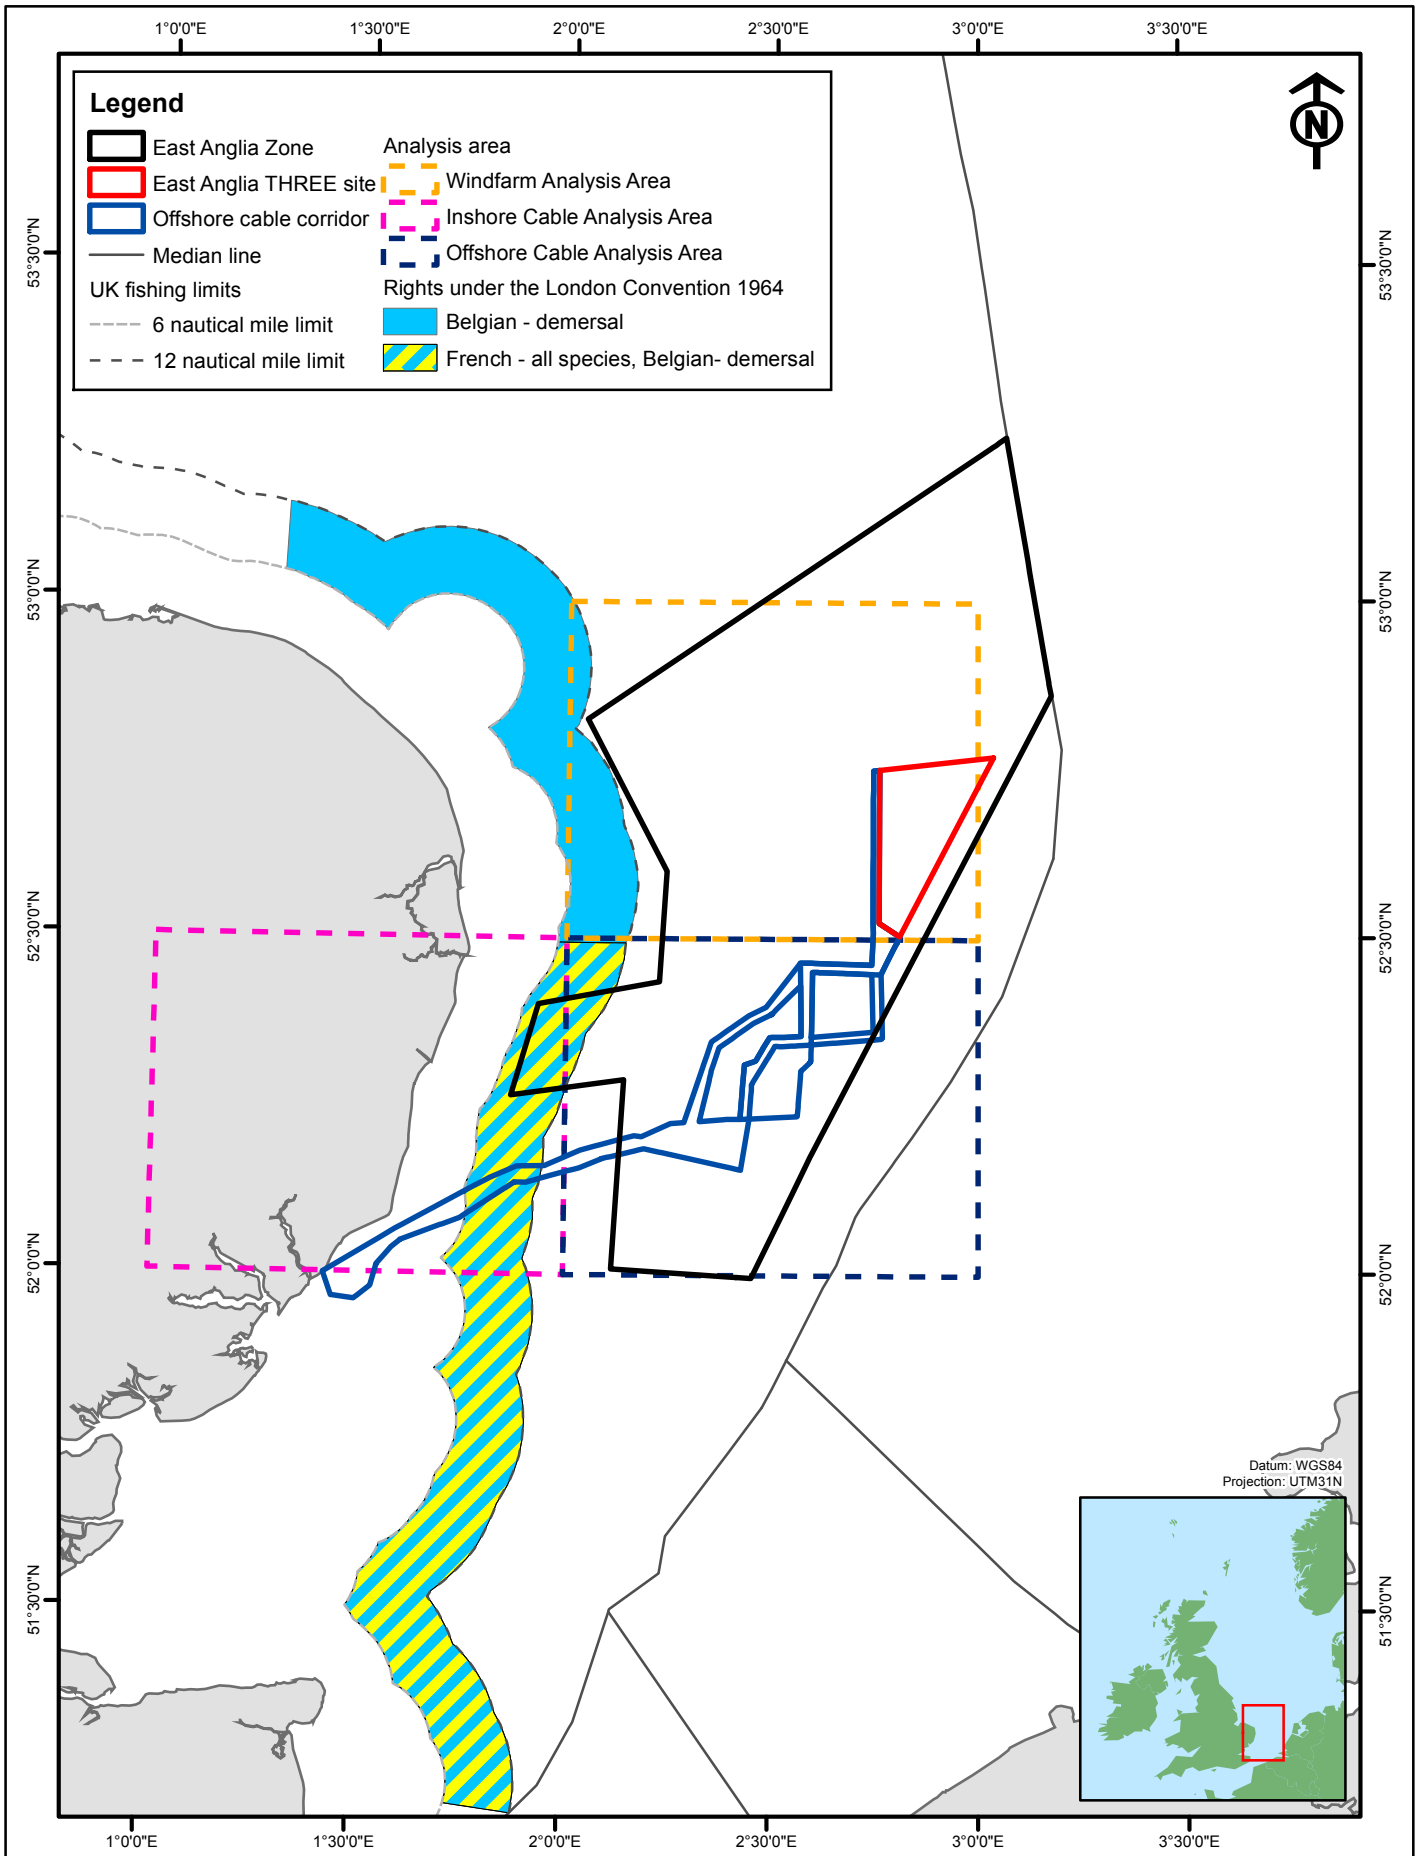 1°0'0"E 1°30'0"E 2°0'0"E 2°30'0"E 3°0'0"E 3°30'0"E
Legend
East Anglia Zone
East Anglia THREE site
Offshore cable corridor
Median line
UK fishing limits
6 nautical mile limit
12 nautical mile limit
Analysis area
Windfarm Analysis Area
Inshore Cable Analysis Area
Offshore Cable Analysis Area
Rights under the London Convention 1964
Belgian - demersal
French - all species, Belgian- demersal
N
53°30'0"N
53°30'0"N
53°0'0"N
53°0'0"N
52°30'0"N
52°30'0"N
52°0'0"N
52°0'0"N
51°30'0"N
51°30'0"N
Datum: WGS84
Projection: UTM31N
1°0'0"E 1°30'0"E 2°0'0"E 2°30'0"E 3°0'0"E 3°30'0"E